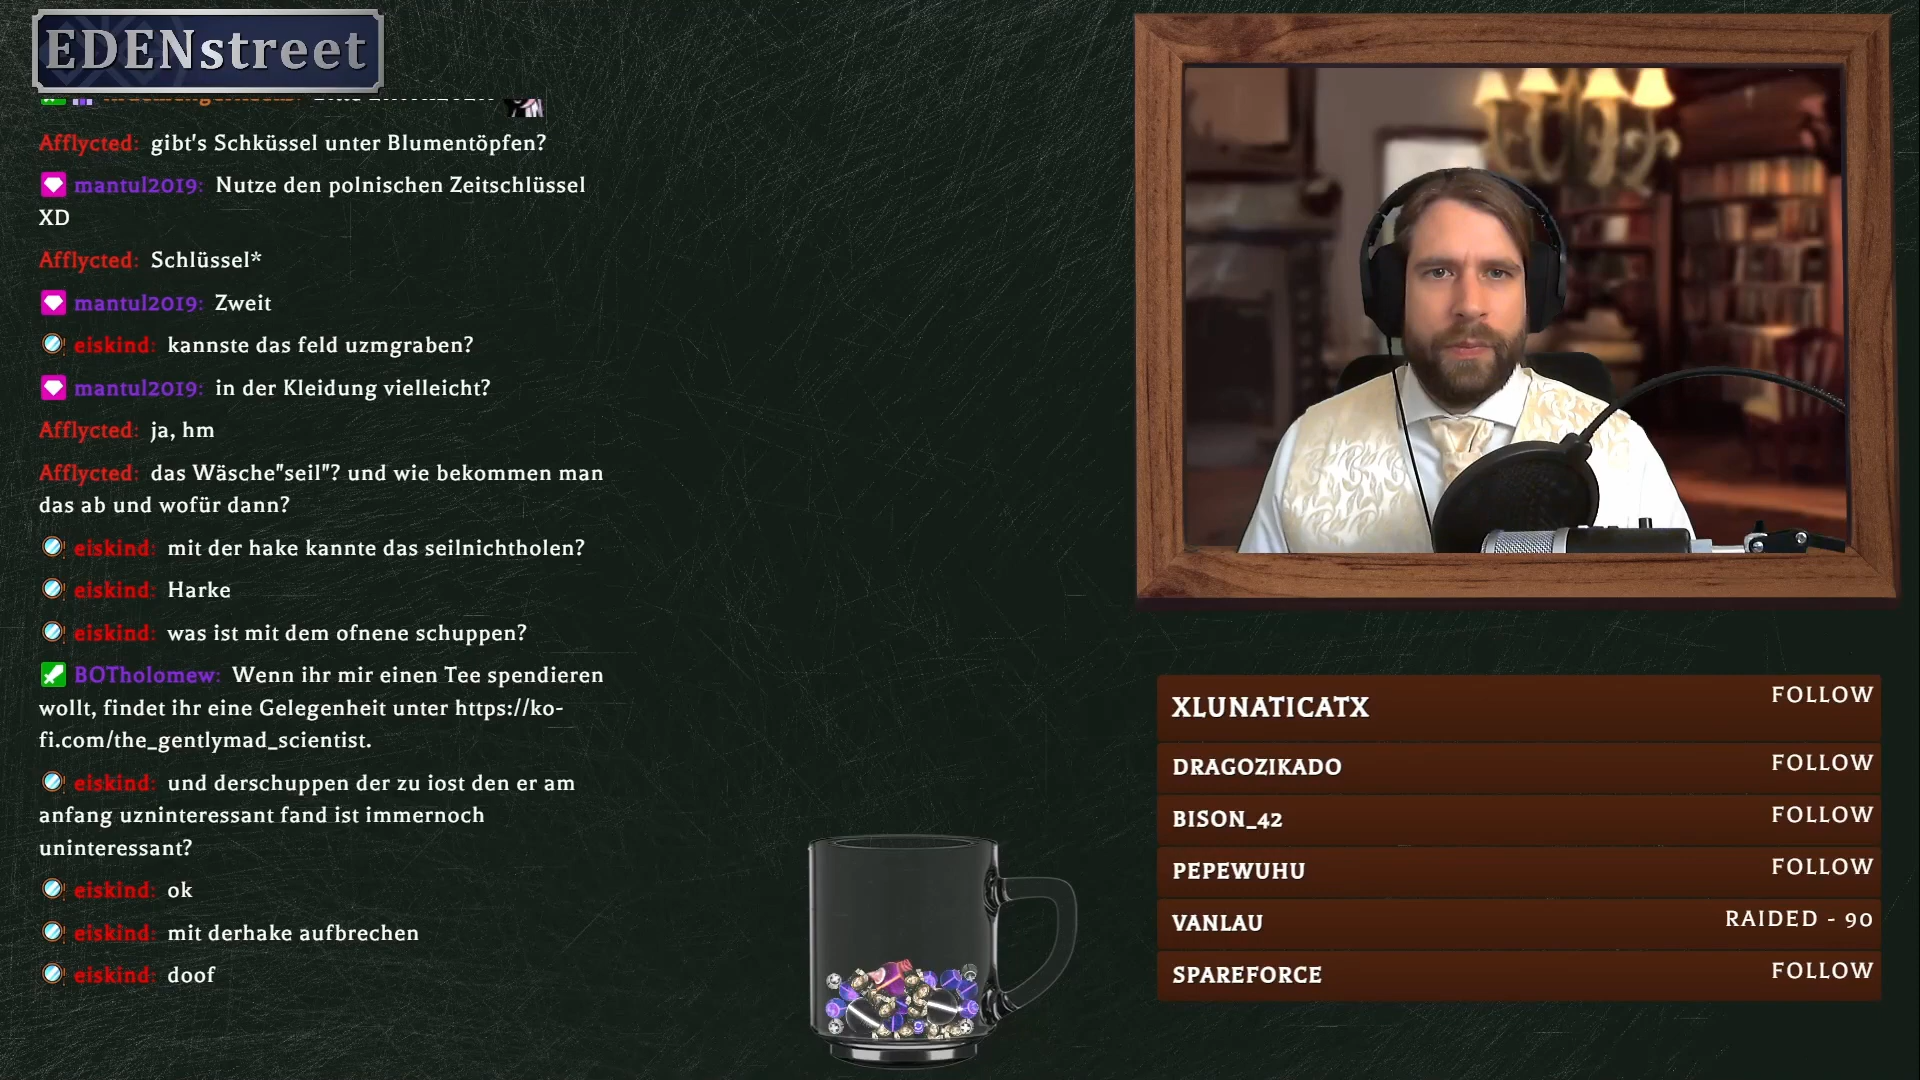 EDENstreet
Afflycted: gibt's Schküssel unter Blumentöpfen?
mantul2019: Nutze den polnischen Zeitschlüssel
XD
Afflycted: Schlüssel*
mantul2019: Zweit
eiskind: kannste das feld uzmgraben?
mantul2019: in der Kleidung vielleicht?
Afflycted: ja, hm
Afflycted: das Wäsche"seil"? und wie bekommen man
das ab und wofür dann?
eiskind: mit der hake kannte das seilnichtholen?
eiskind: Harke
eiskind: was ist mit dem ofnene schuppen?
BOTholomew: Wenn ihr mir einen Tee spendieren
wollt, findet ihr eine Gelegenheit unter https://ko-
fi.com/the_gentlymad_scientist.
eiskind: und derschuppen der zu iost den er am
anfang uzninteressant fand ist immernoch
uninteressant?
eiskind: ok
eiskind: mit derhake aufbrechen
eiskind: doof
XLUNATICATX FOLLOW
DRAGOZIKADO FOLLOW
BISON_42 FOLLOW
PEPEWUHU FOLLOW
VANLAU RAIDED - 90
SPAREFORCE FOLLOW